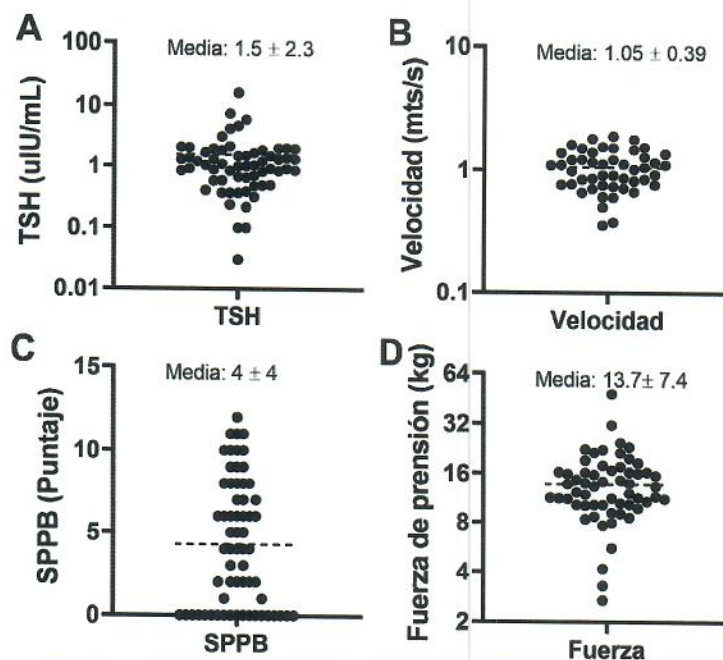 A
Media: 1.5 ± 2.3
TSH (uIU/mL)
100
10
1
0.1
0.01
TSH
B
Media: 1.05 ± 0.39
Velocidad (mts/s)
10
1
0.1
Velocidad
C
Media: 4 ± 4
SPPB (Puntaje)
15
10
5
0
SPPB
D
Media: 13.7± 7.4
Fuerza de prensión (kg)
64
32
16
8
4
2
Fuerza